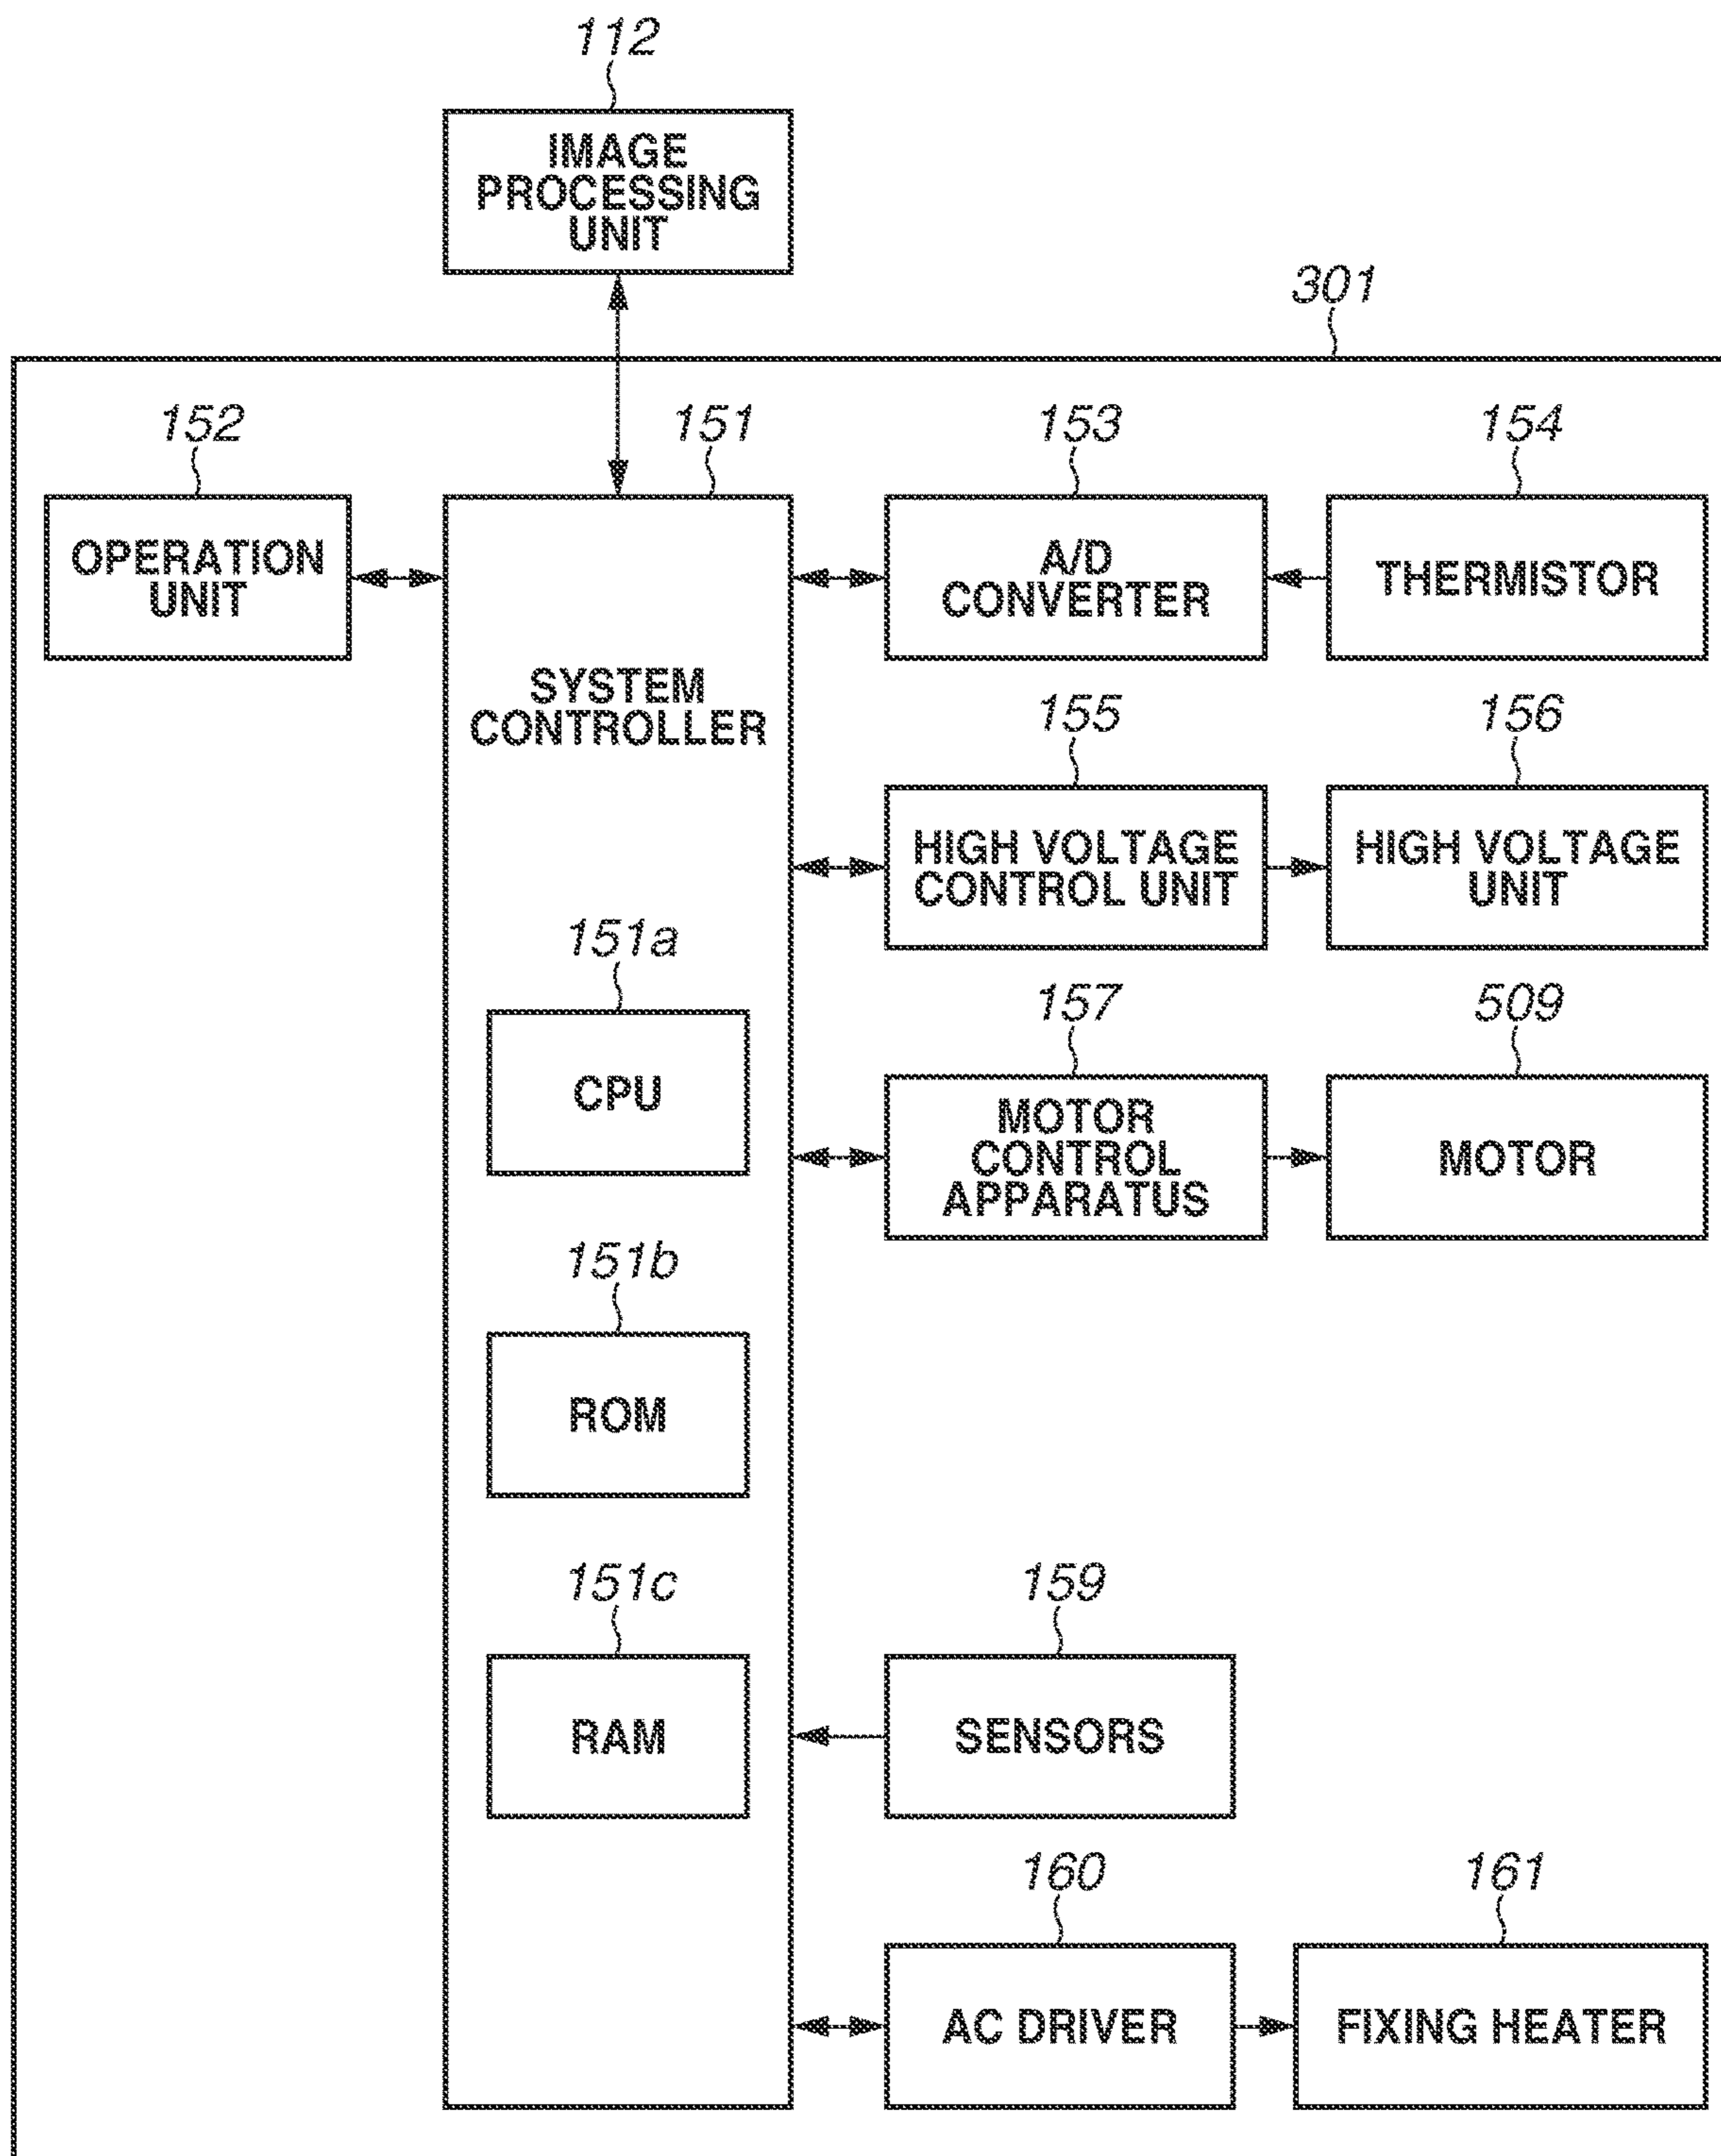 112
IMAGE
PROCESSING
UNIT
301
152
151
153
154
OPERATION
UNIT
SYSTEM
CONTROLLER
A/D
CONVERTER
THERMISTOR
155
156
HIGH VOLTAGE
CONTROL UNIT
HIGH VOLTAGE
UNIT
151a
CPU
157
509
MOTOR
CONTROL
APPARATUS
MOTOR
151b
ROM
151c
RAM
159
SENSORS
160
161
AC DRIVER
FIXING HEATER